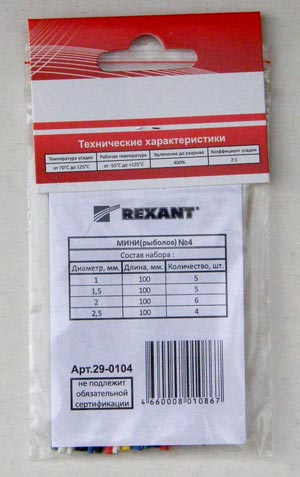 Технические характеристики
Температура усадки Рабочая температура Удлинение до разрыва Коэффициент усадки
от 70°С до 125°С от -55°С до +125°С 400% 2:1
REXANT®
МИНИ(рыболов) №4
Состав набора :
Диаметр, мм. Длина, мм. Количество, шт.
1 100 5
1,5 100 5
2 100 6
2,5 100 4
Арт.29-0104
не подлежит
обязательной
сертификации
4 660008 010867